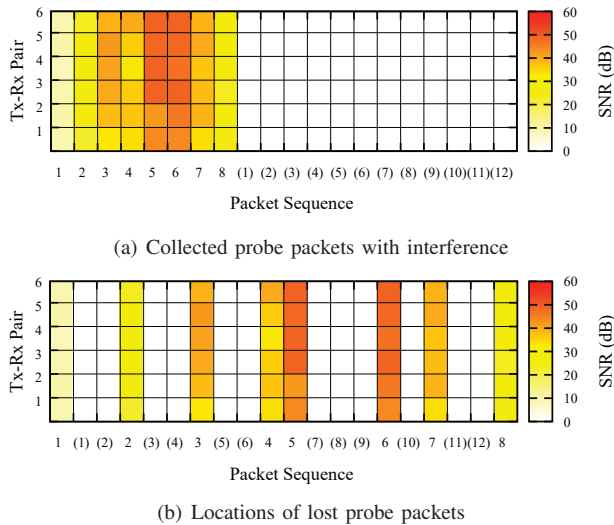 6
5
4
3
2
1
Tx-Rx Pair
1 2 3 4 5 6 7 8 (1) (2) (3) (4) (5) (6) (7) (8) (9) (10) (11) (12)
Packet Sequence
60
50
40
30
20
10
0
SNR (dB)
(a) Collected probe packets with interference
6
5
4
3
2
1
Tx-Rx Pair
1 (1) (2) 2 (3) (4) 3 (5) (6) 4 5 (7) (8) (9) 6 (10) 7 (11) (12) 8
Packet Sequence
60
50
40
30
20
10
0
SNR (dB)
(b) Locations of lost probe packets